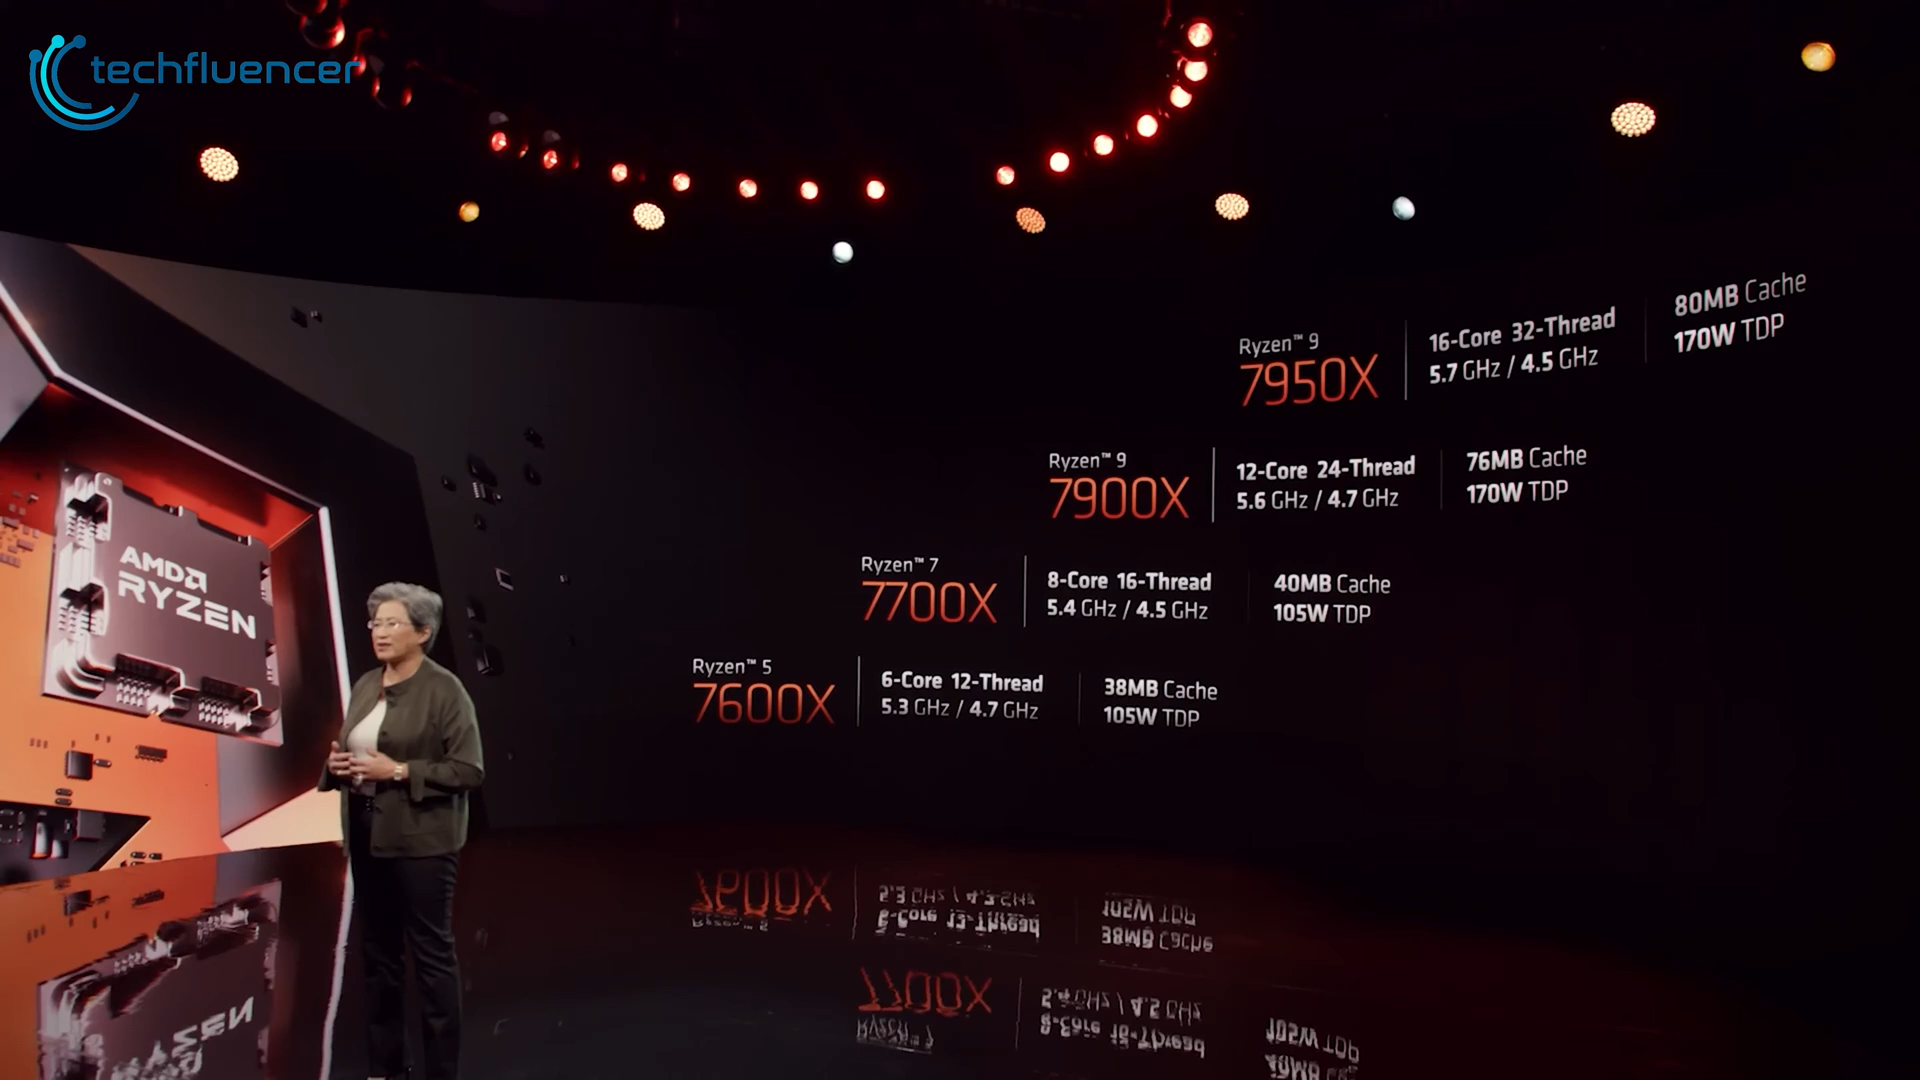 techfluencer
AMD
RYZEN
Ryzen™ 9
7950X
16-Core 32-Thread
5.7 GHz / 4.5 GHz
80MB Cache
170W TDP
Ryzen™ 9
7900X
12-Core 24-Thread
5.6 GHz / 4.7 GHz
76MB Cache
170W TDP
Ryzen™ 7
7700X
8-Core 16-Thread
5.4 GHz / 4.5 GHz
40MB Cache
105W TDP
Ryzen™ 5
7600X
6-Core 12-Thread
5.3 GHz / 4.7 GHz
38MB Cache
105W TDP